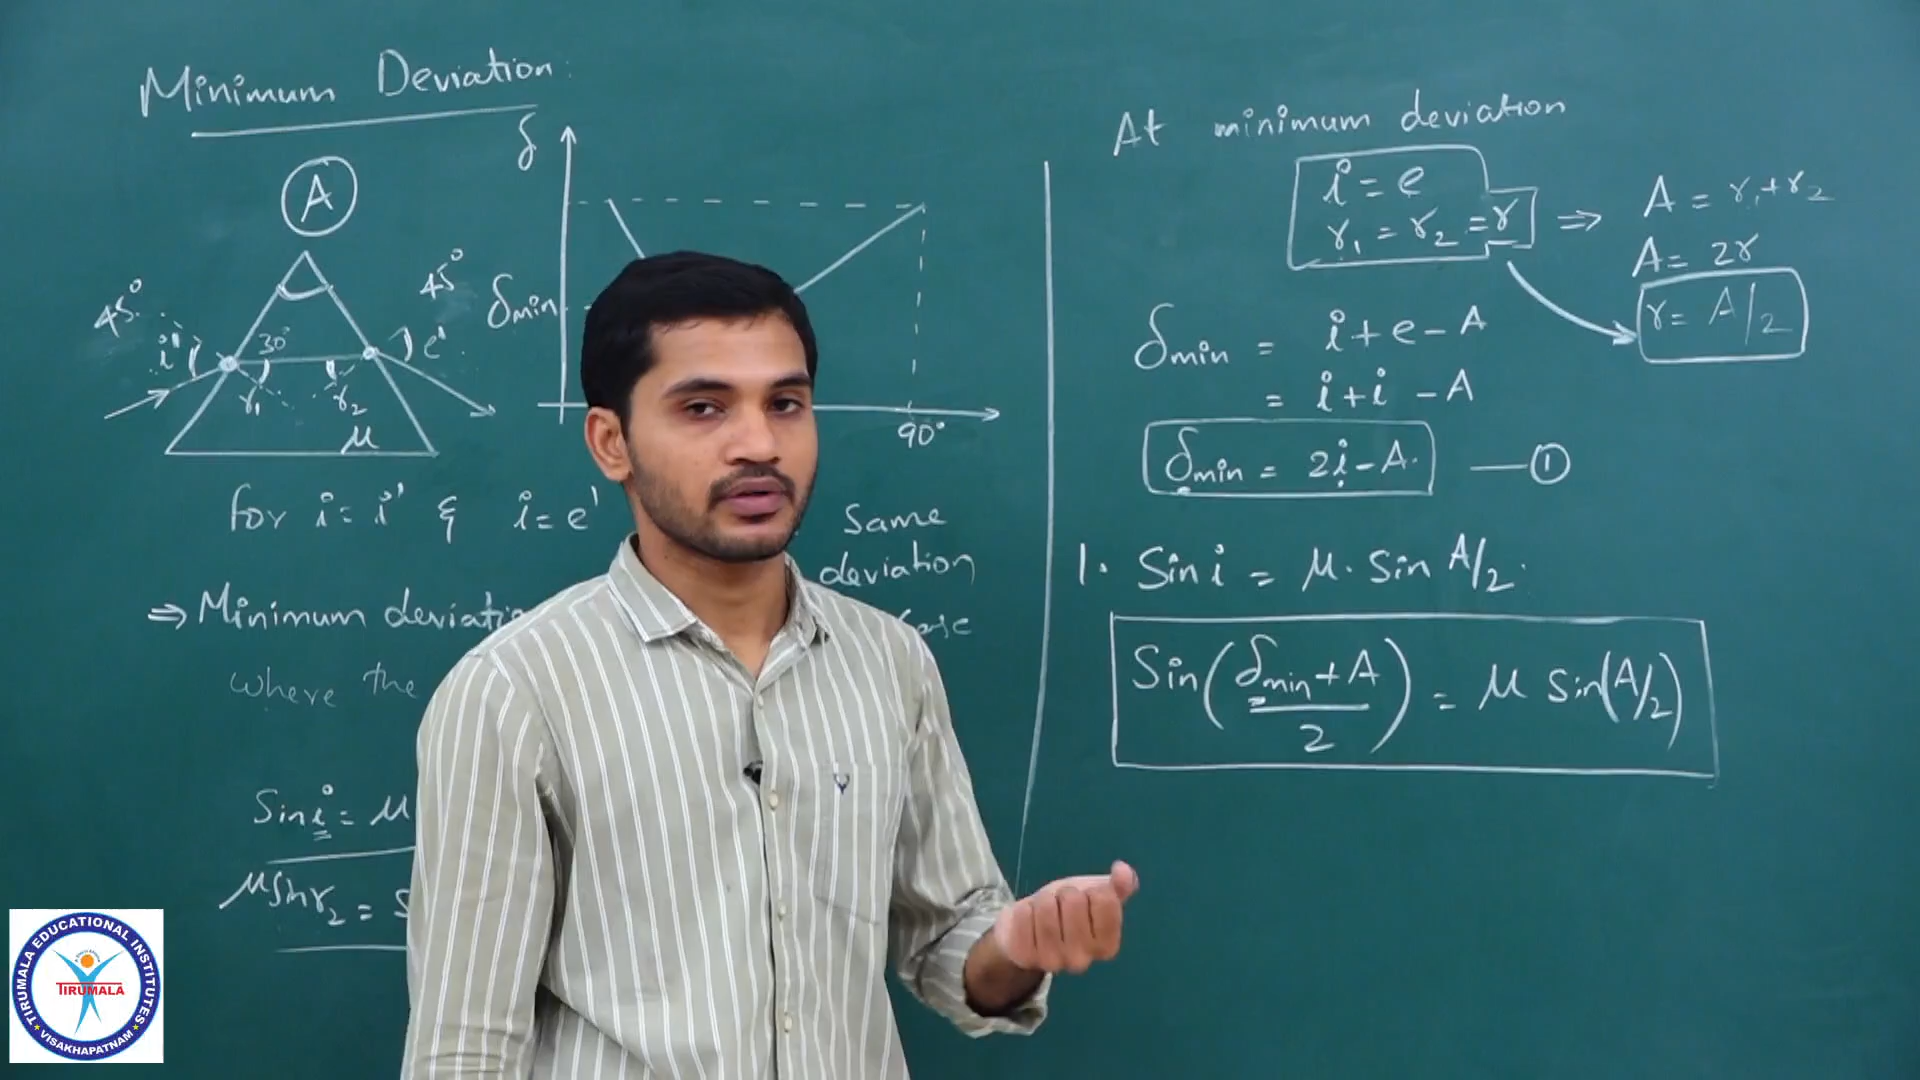 Minimum Deviation:
δ
A
45°
45°
δmin
i'
30°
e'
r₁
r₂
μ
90°
for i = i' & i = e'
Same
deviation
⇒ Minimum deviation
where the
Sin i = μ
μ Sin r₂ = s
At minimum deviation
i = e
r₁ = r₂ = r ⇒ A = r₁ + r₂
A = 2r
r = A/2
δmin = i + e - A
= i + i - A
δmin = 2i - A. — ①
1. Sin i = μ. Sin A/2.
Sin((δmin + A)/2) = μ Sin(A/2)
TIRUMALA EDUCATIONAL INSTITUTES
TIRUMALA
★ VISAKHAPATNAM ★